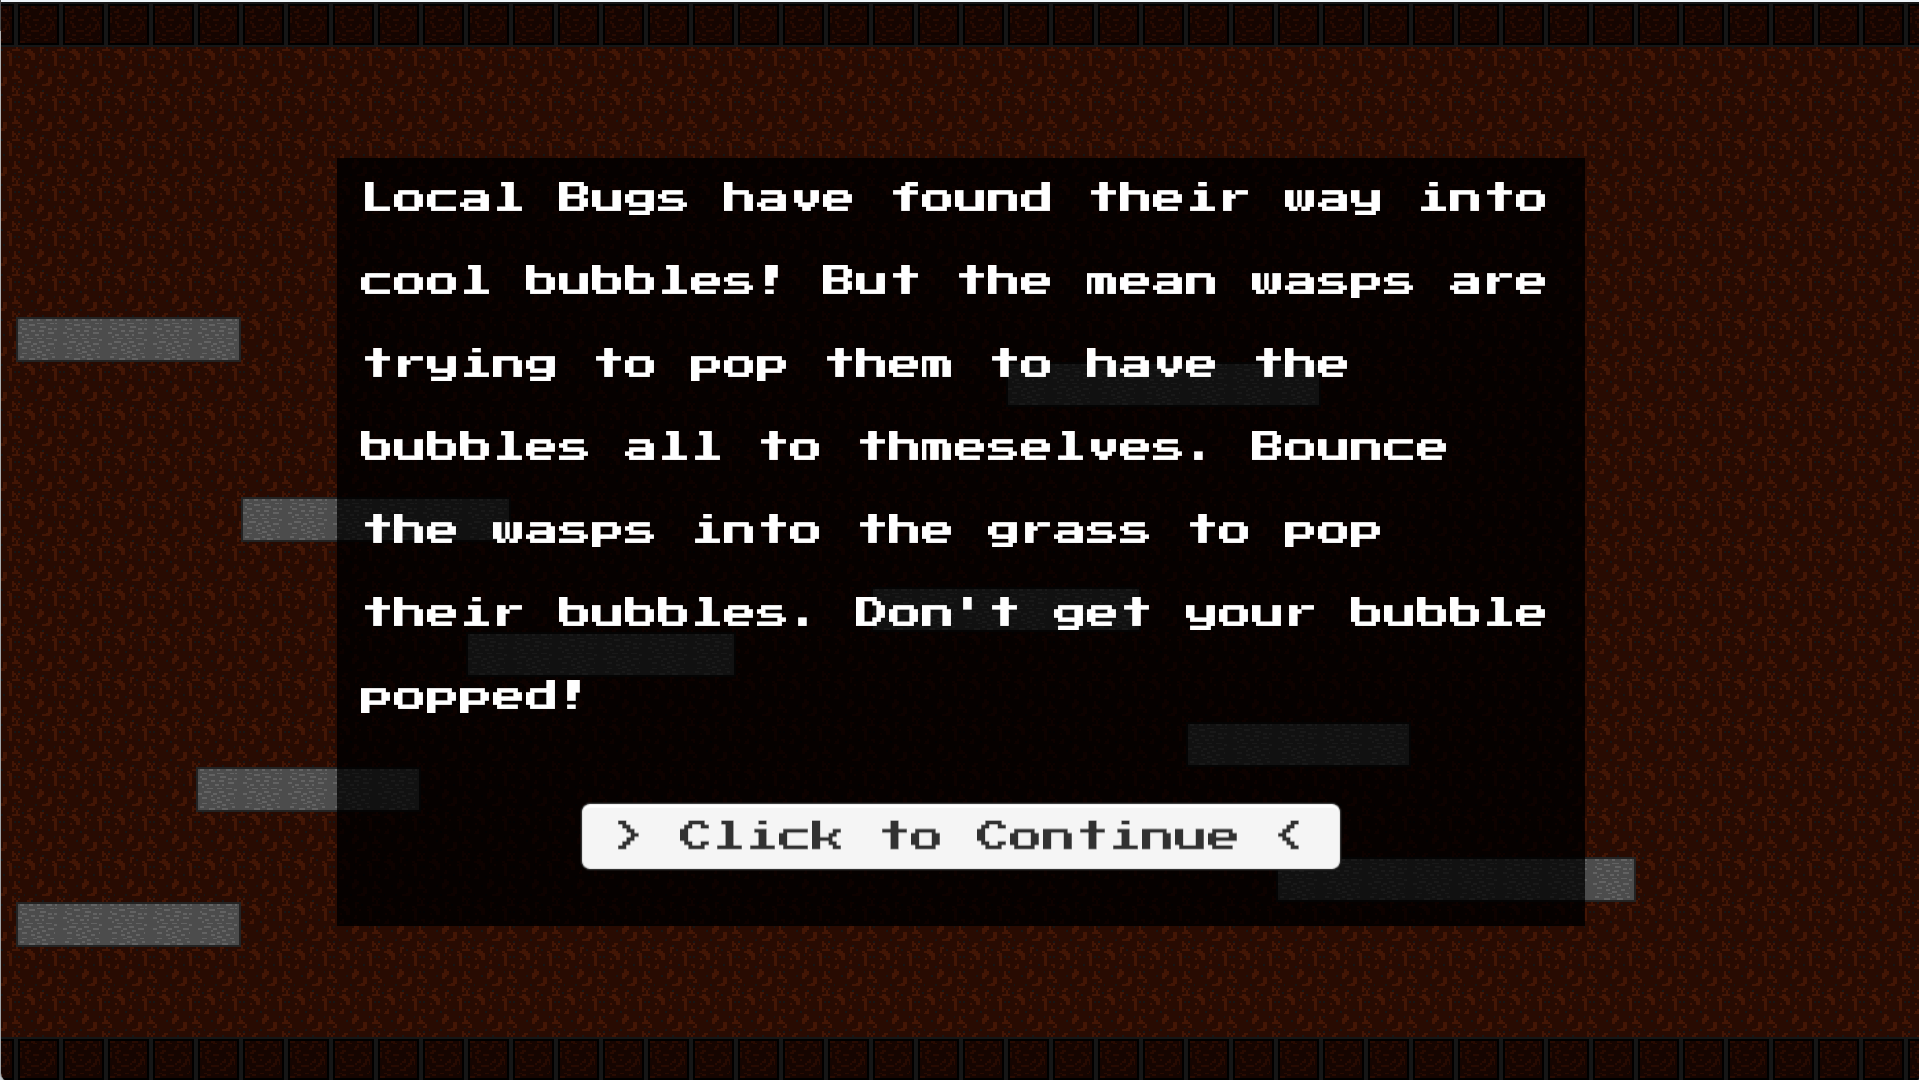 Local Bugs have found their way into
cool bubbles! But the mean wasps are
trying to pop them to have the
bubbles all to thmeselves. Bounce
the wasps into the grass to pop
their bubbles. Don't get your bubble
popped!
> Click to Continue <